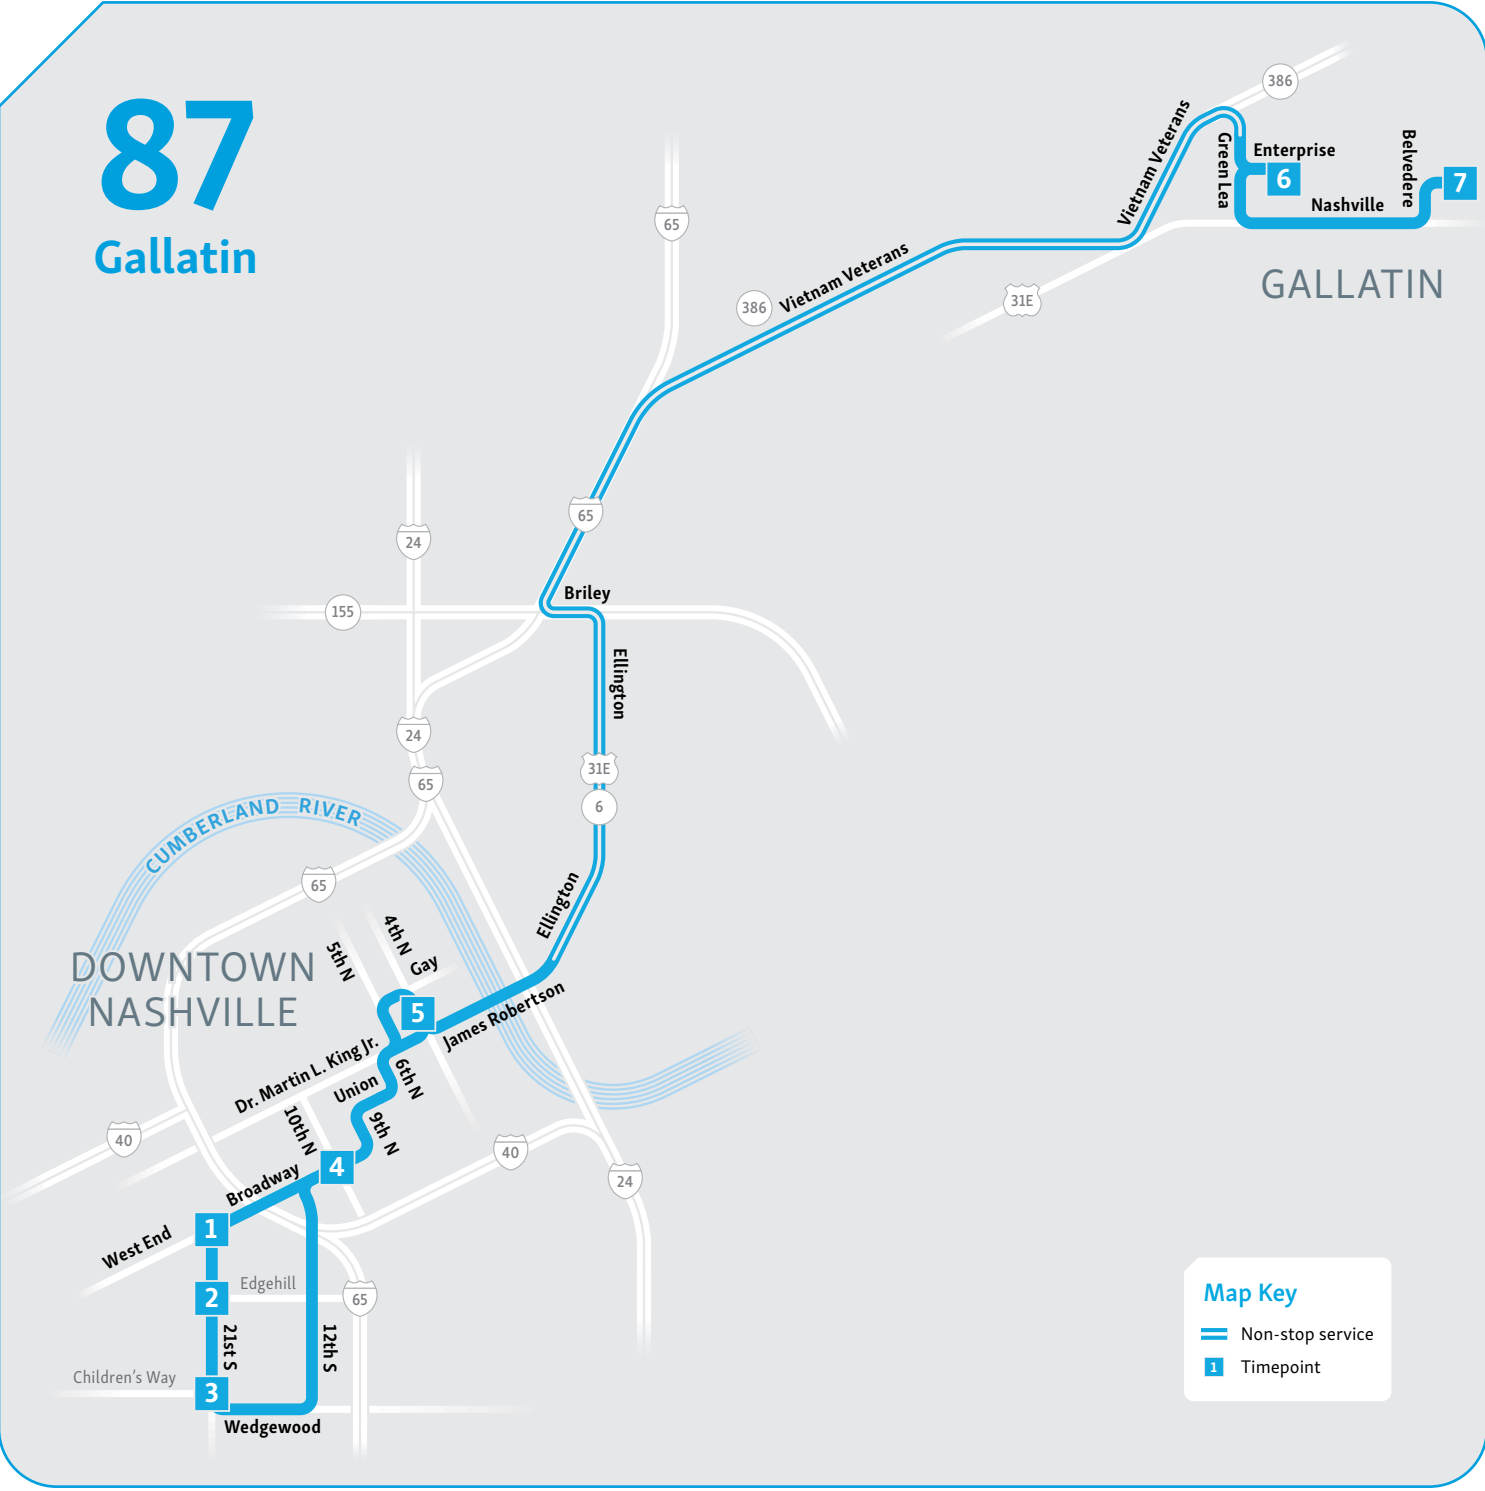 87
Gallatin
386
Vietnam Veterans
Green Lea
Enterprise
6
Belvedere
7
Nashville
65
GALLATIN
386
Vietnam Veterans
31E
65
24
Briley
155
Ellington
24
31E
65
6
CUMBERLAND RIVER
65
Ellington
4th N
5th N
Gay
DOWNTOWN
NASHVILLE
5
James Robertson
Dr. Martin L. King Jr.
6th N
Union
10th N
9th N
40
40
4
24
Broadway
1
West End
Edgehill
2
65
21st S
12th S
Children's Way
3
Wedgewood
Map Key
Non-stop service
1 Timepoint